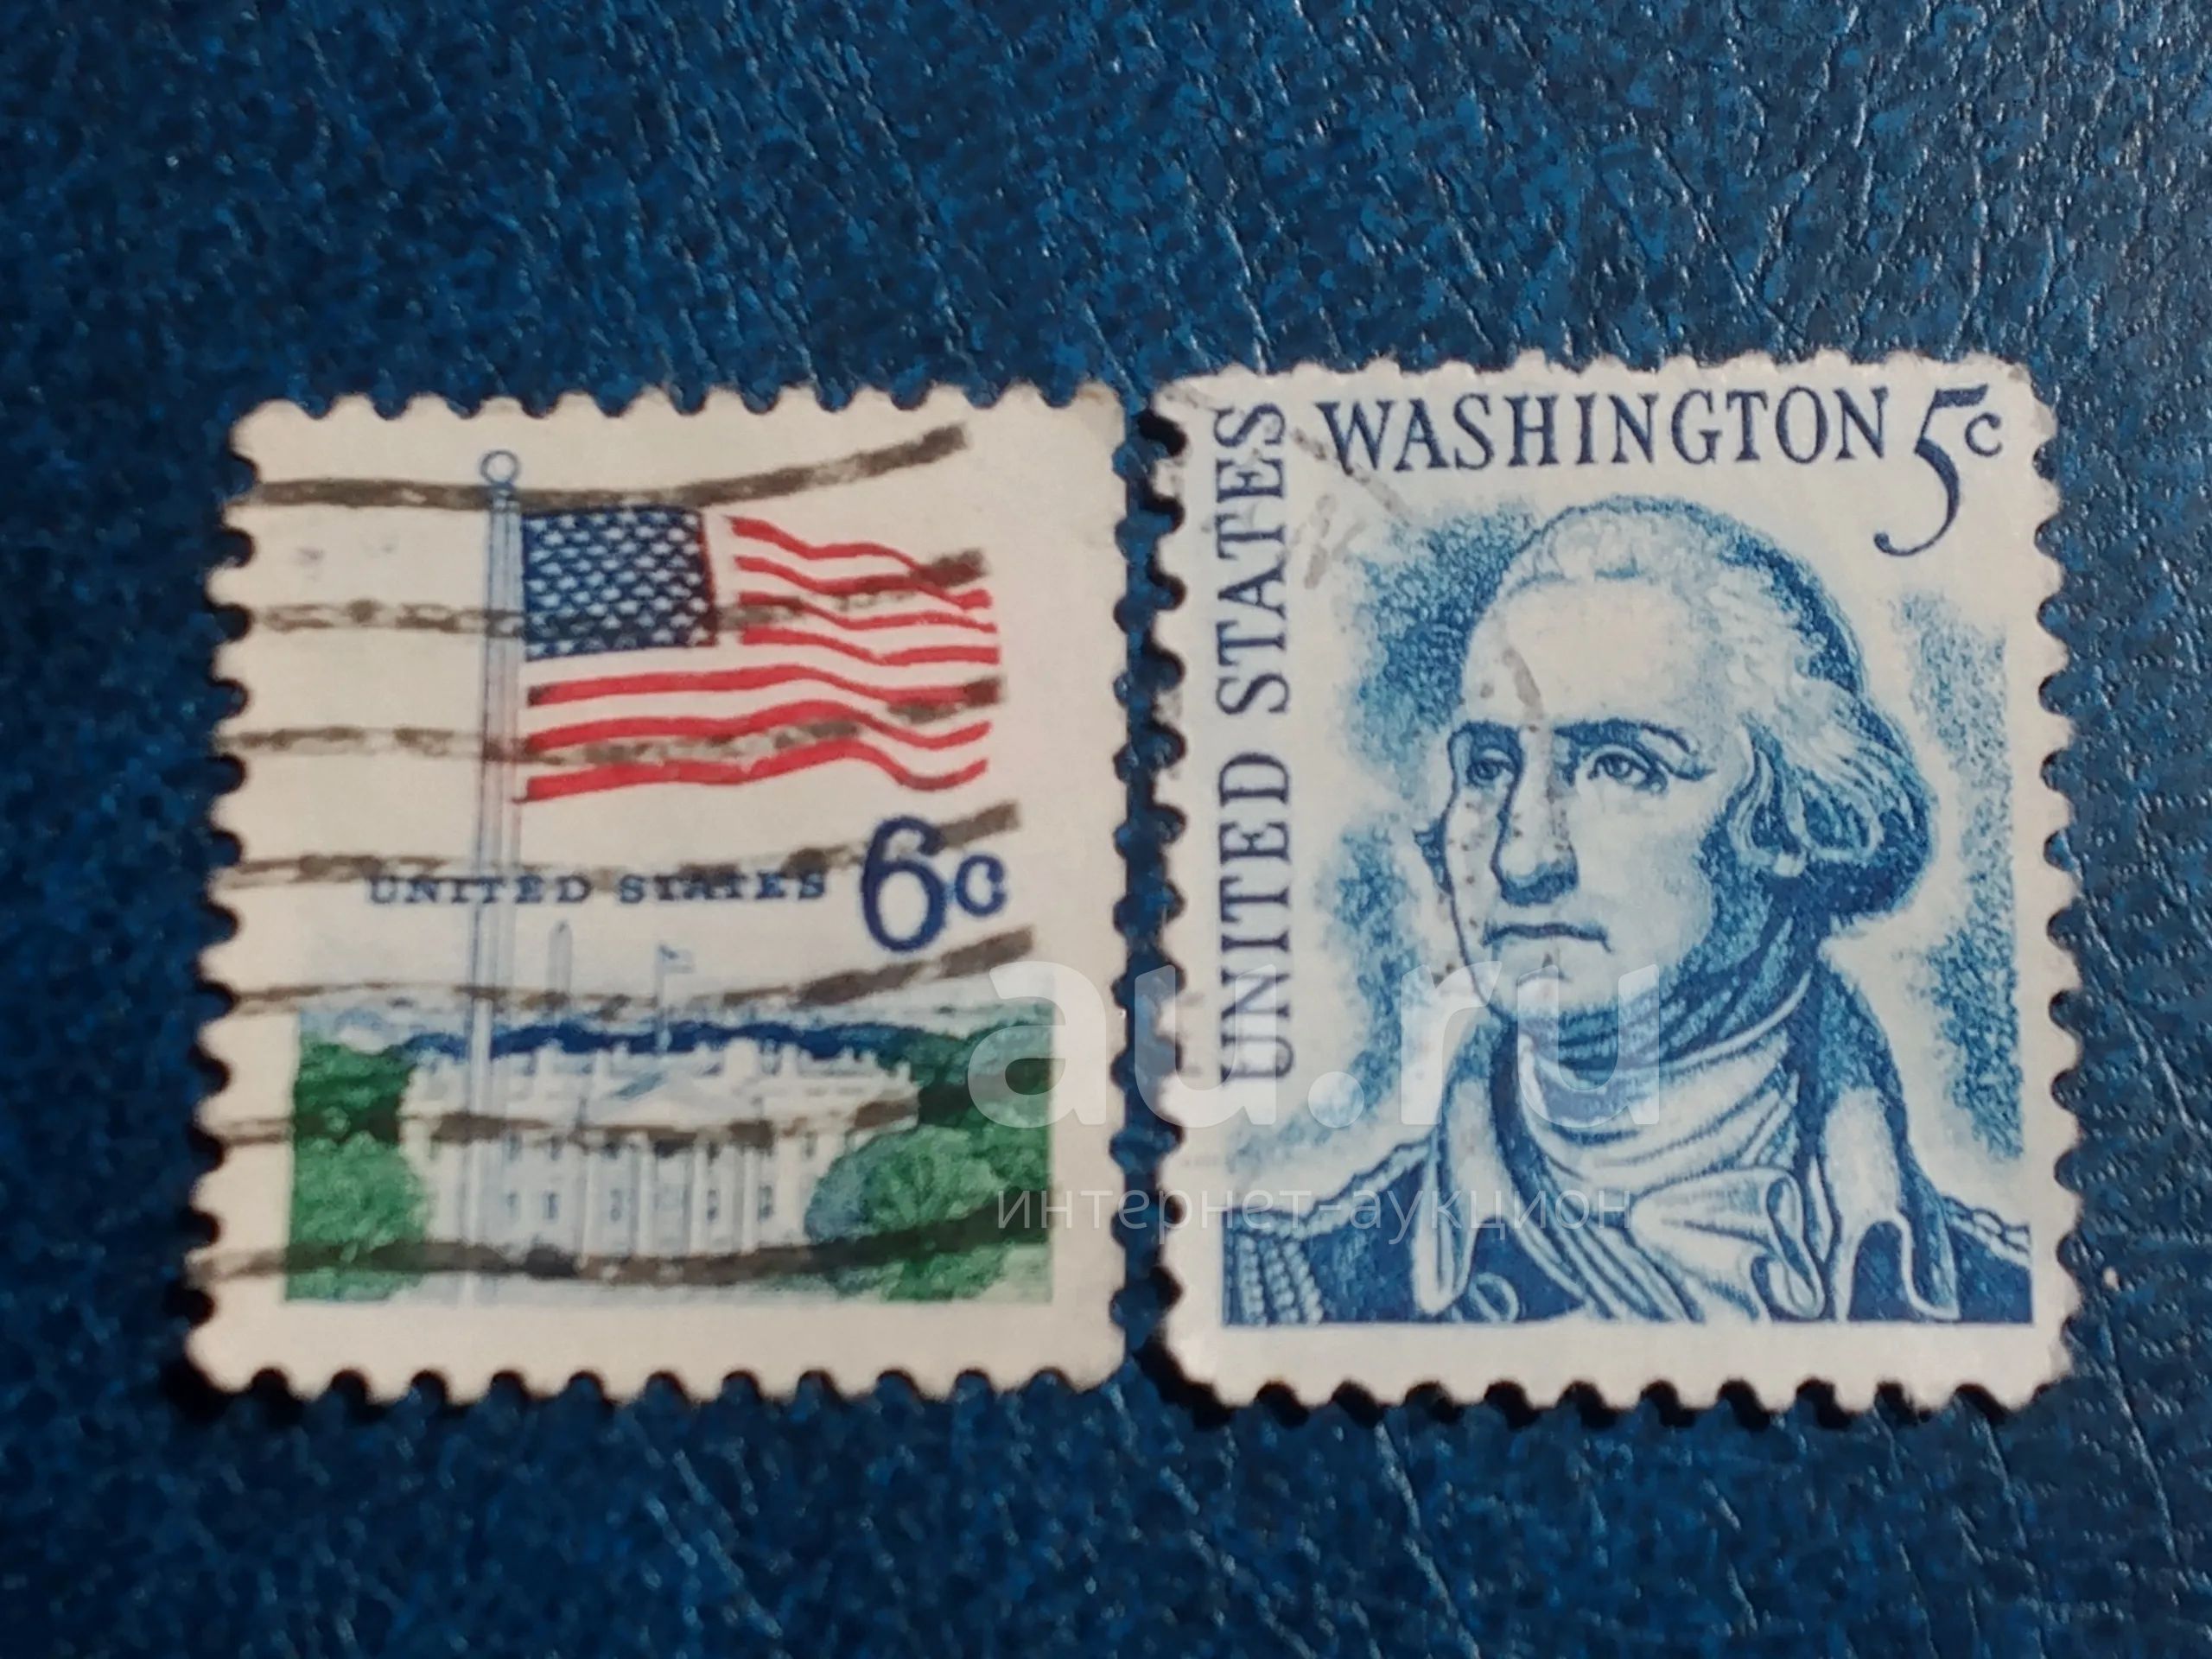 UNITED STATES 6c
UNITED STATES
WASHINGTON 5c
au.ru
интернет-аукцион